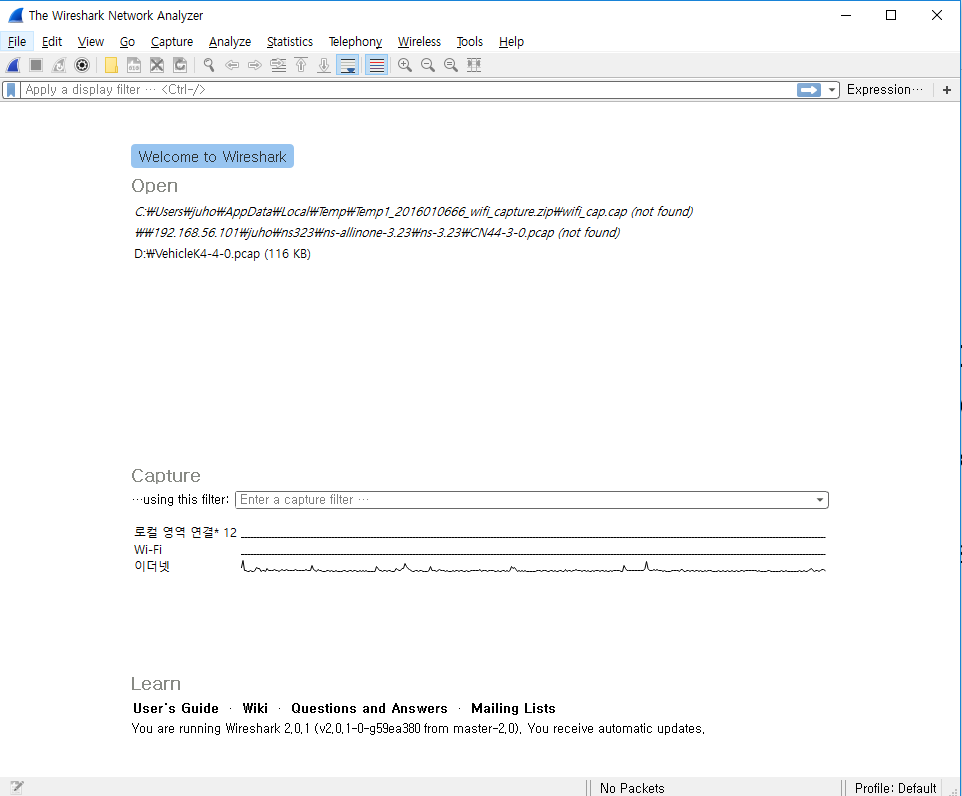 The Wireshark Network Analyzer
File Edit View Go Capture Analyze Statistics Telephony Wireless Tools Help
Apply a display filter … <Ctrl-/> Expression… +
Welcome to Wireshark
Open
C:₩Users₩juho₩AppData₩Local₩Temp₩Temp1_2016010666_wifi_capture.zip₩wifi_cap.cap (not found)
₩₩192.168.56.101₩juho₩ns323₩ns-allinone-3.23₩ns-3.23₩CN44-3-0.pcap (not found)
D:₩VehicleK4-4-0.pcap (116 KB)
Capture
…using this filter: Enter a capture filter …
로컬 영역 연결* 12
Wi-Fi
이더넷
Learn
User's Guide · Wiki · Questions and Answers · Mailing Lists
You are running Wireshark 2.0.1 (v2.0.1-0-g59ea380 from master-2.0). You receive automatic updates.
No Packets Profile: Default